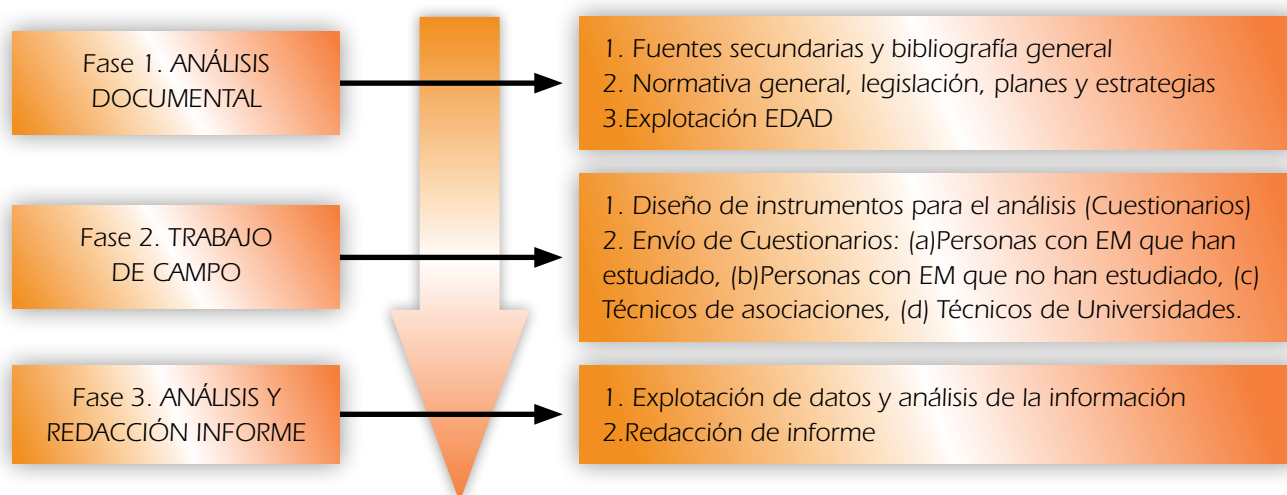 Fase 1. ANÁLISIS
DOCUMENTAL
1. Fuentes secundarias y bibliografía general
2. Normativa general, legislación, planes y estrategias
3.Explotación EDAD
Fase 2. TRABAJO
DE CAMPO
1. Diseño de instrumentos para el análisis (Cuestionarios)
2. Envío de Cuestionarios: (a)Personas con EM que han
estudiado, (b)Personas con EM que no han estudiado, (c)
Técnicos de asociaciones, (d) Técnicos de Universidades.
Fase 3. ANÁLISIS Y
REDACCIÓN INFORME
1. Explotación de datos y análisis de la información
2.Redacción de informe